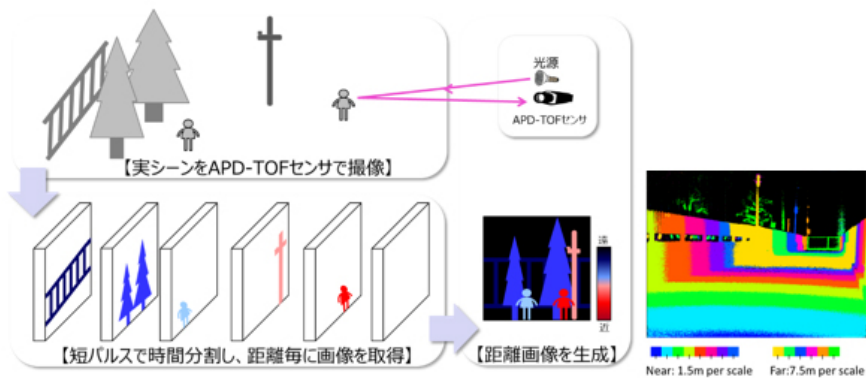 光源
APD-TOFセンサ
【実シーンをAPD-TOFセンサで撮像】
遠
近
【短パルスで時間分割し、距離毎に画像を取得】
【距離画像を生成】
Near: 1.5m per scale
Far:7.5m per scale